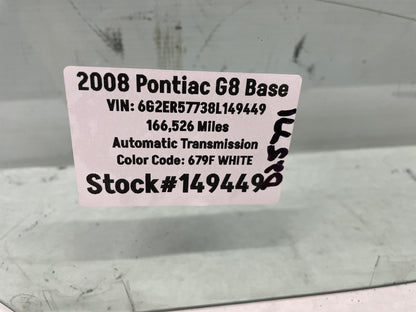 2008 Pontiac G8 Base
VIN: 6G2ER57738L149449
166,526 Miles
Automatic Transmission
Color Code: 679F WHITE
Stock#149449